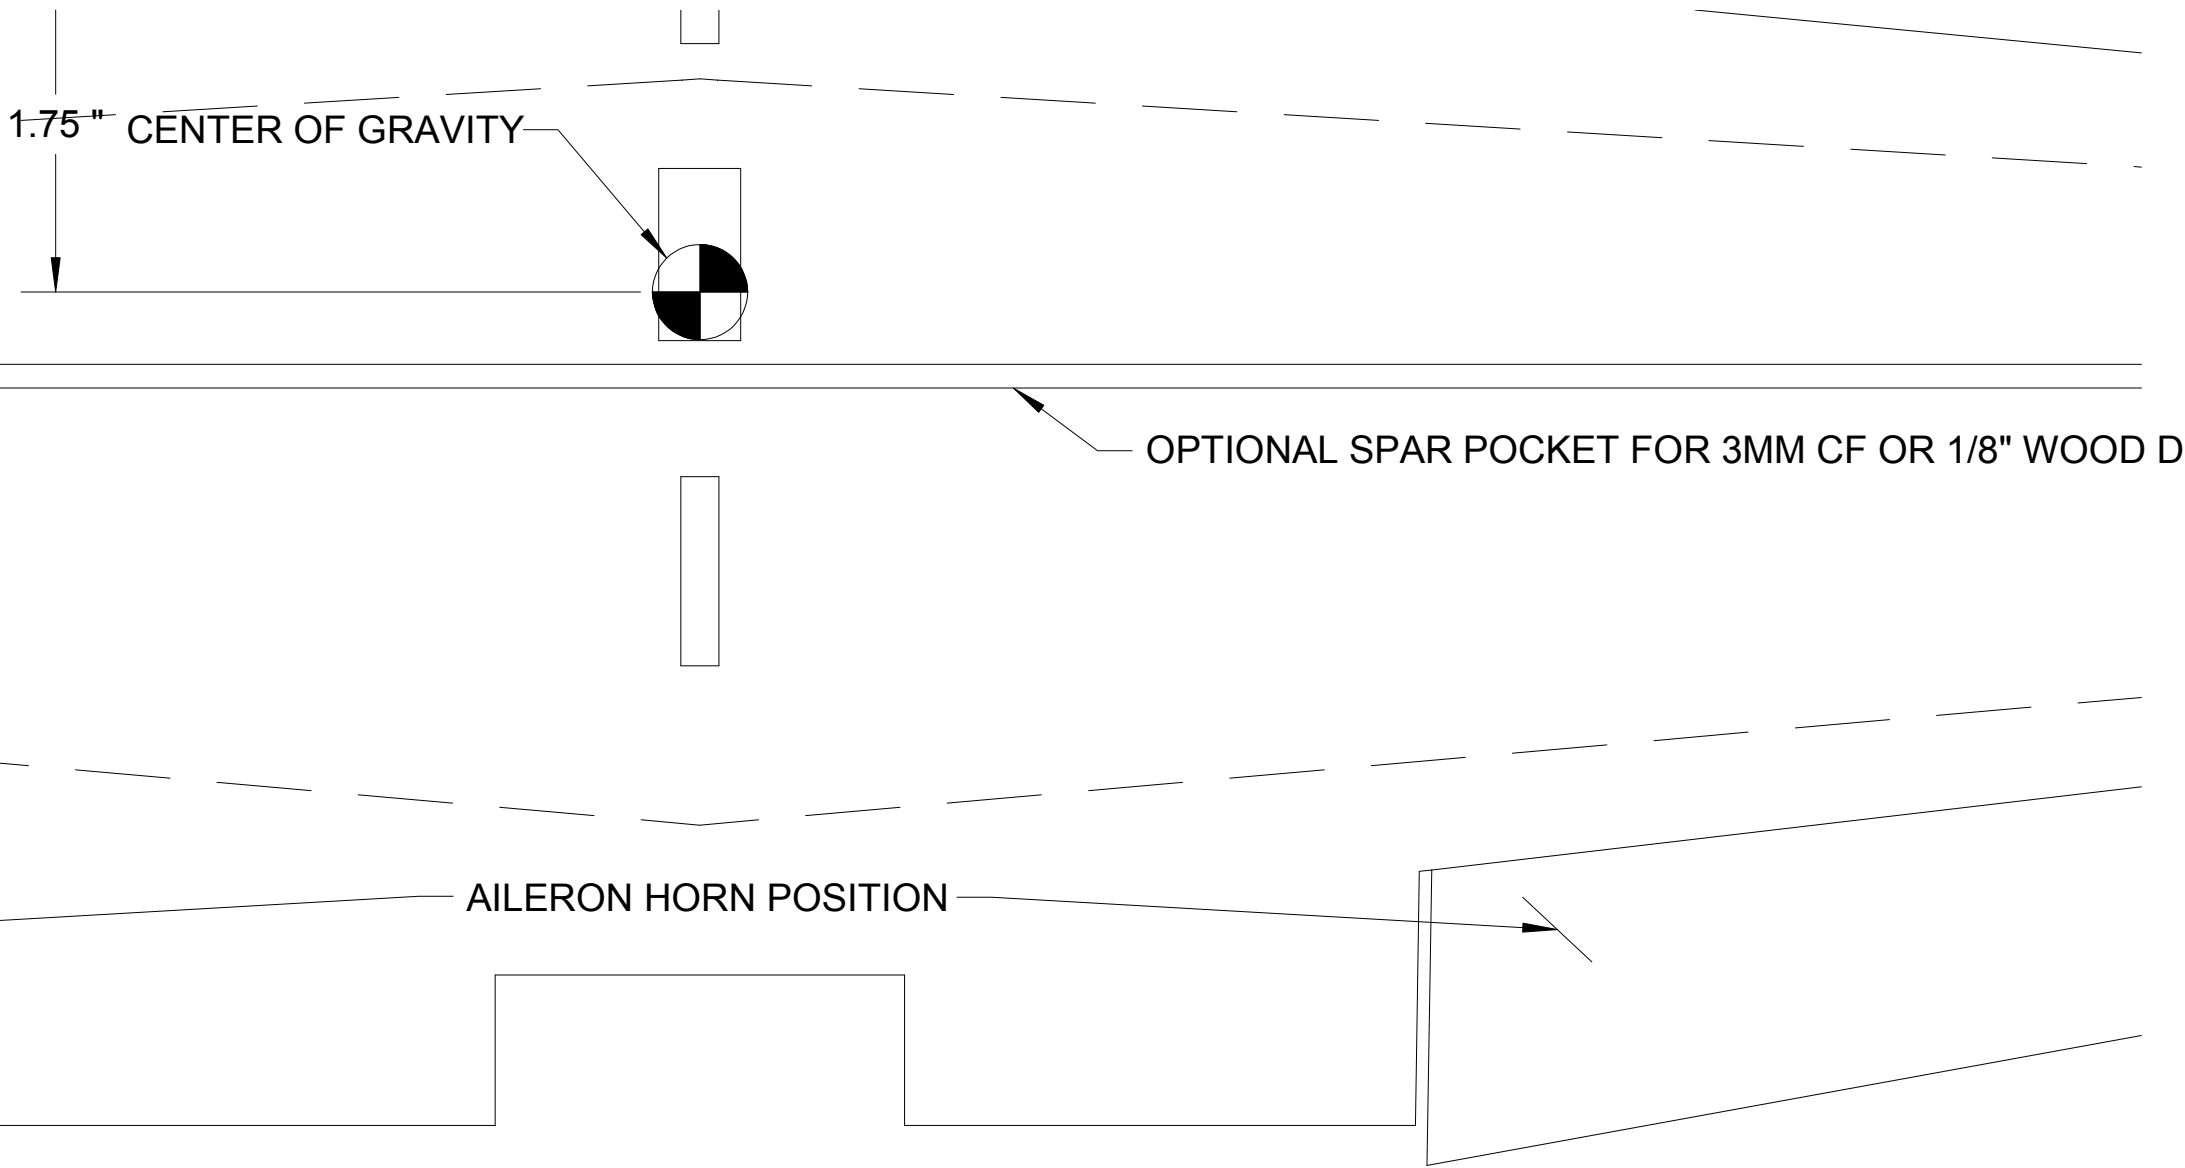 1.75 "
CENTER OF GRAVITY
OPTIONAL SPAR POCKET FOR 3MM CF OR 1/8" WOOD D
AILERON HORN POSITION